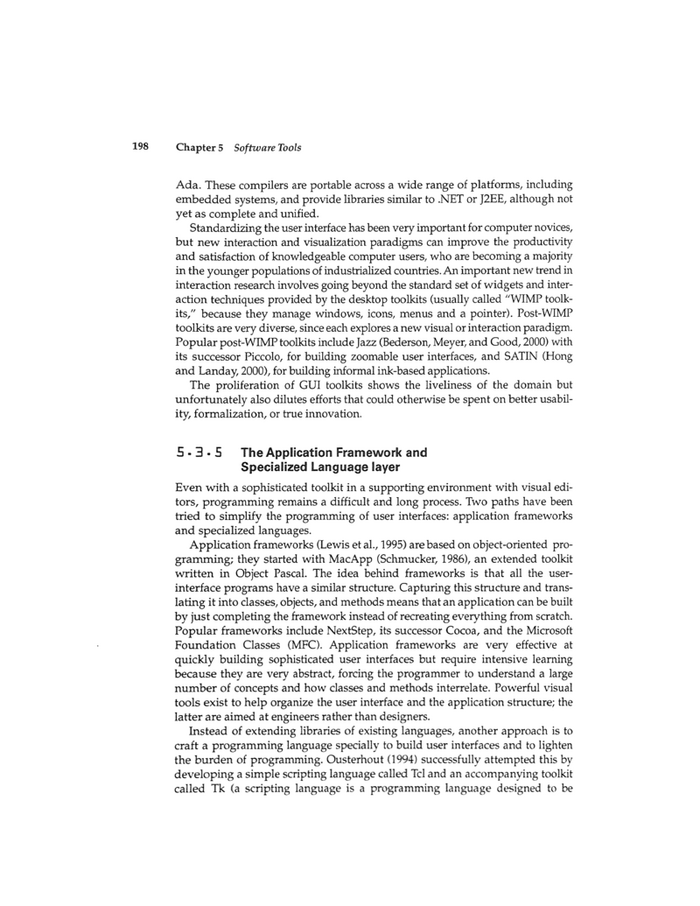 198 Chapter 5 Software Tools
Ada. These compilers are portable across a wide range of platforms, including
embedded systems, and provide libraries similar to .NET or J2EE, although not
yet as complete and unified.
Standardizing the user interface has been very important for computer novices,
but new interaction and visualization paradigms can improve the productivity
and satisfaction of knowledgeable computer users, who are becoming a majority
in the younger populations of industrialized countries. An important new trend in
interaction research involves going beyond the standard set of widgets and inter-
action techniques provided by the desktop toolkits (usually called "WIMP toolk-
its," because they manage windows, icons, menus and a pointer). Post-WIMP
toolkits are very diverse, since each explores a new visual or interaction paradigm.
Popular post-WIMP toolkits include Jazz (Bederson, Meyer, and Good, 2000) with
its successor Piccolo, for building zoomable user interfaces, and SATIN (Hong
and Landay, 2000), for building informal ink-based applications.
The proliferation of GUI toolkits shows the liveliness of the domain but
unfortunately also dilutes efforts that could otherwise be spent on better usabil-
ity, formalization, or true innovation.
5.3.5 The Application Framework and
Specialized Language layer
Even with a sophisticated toolkit in a supporting environment with visual edi-
tors, programming remains a difficult and long process. Two paths have been
tried to simplify the programming of user interfaces: application frameworks
and specialized languages.
Application frameworks (Lewis et al., 1995) are based on object-oriented pro-
gramming; they started with MacApp (Schmucker, 1986), an extended toolkit
written in Object Pascal. The idea behind frameworks is that all the user-
interface programs have a similar structure. Capturing this structure and trans-
lating it into classes, objects, and methods means that an application can be built
by just completing the framework instead of recreating everything from scratch.
Popular frameworks include NextStep, its successor Cocoa, and the Microsoft
Foundation Classes (MFC). Application frameworks are very effective at
quickly building sophisticated user interfaces but require intensive learning
because they are very abstract, forcing the programmer to understand a large
number of concepts and how classes and methods interrelate. Powerful visual
tools exist to help organize the user interface and the application structure; the
latter are aimed at engineers rather than designers.
Instead of extending libraries of existing languages, another approach is to
craft a programming language specially to build user interfaces and to lighten
the burden of programming. Ousterhout (1994) successfully attempted this by
developing a simple scripting language called Tcl and an accompanying toolkit
called Tk (a scripting language is a programming language designed to be